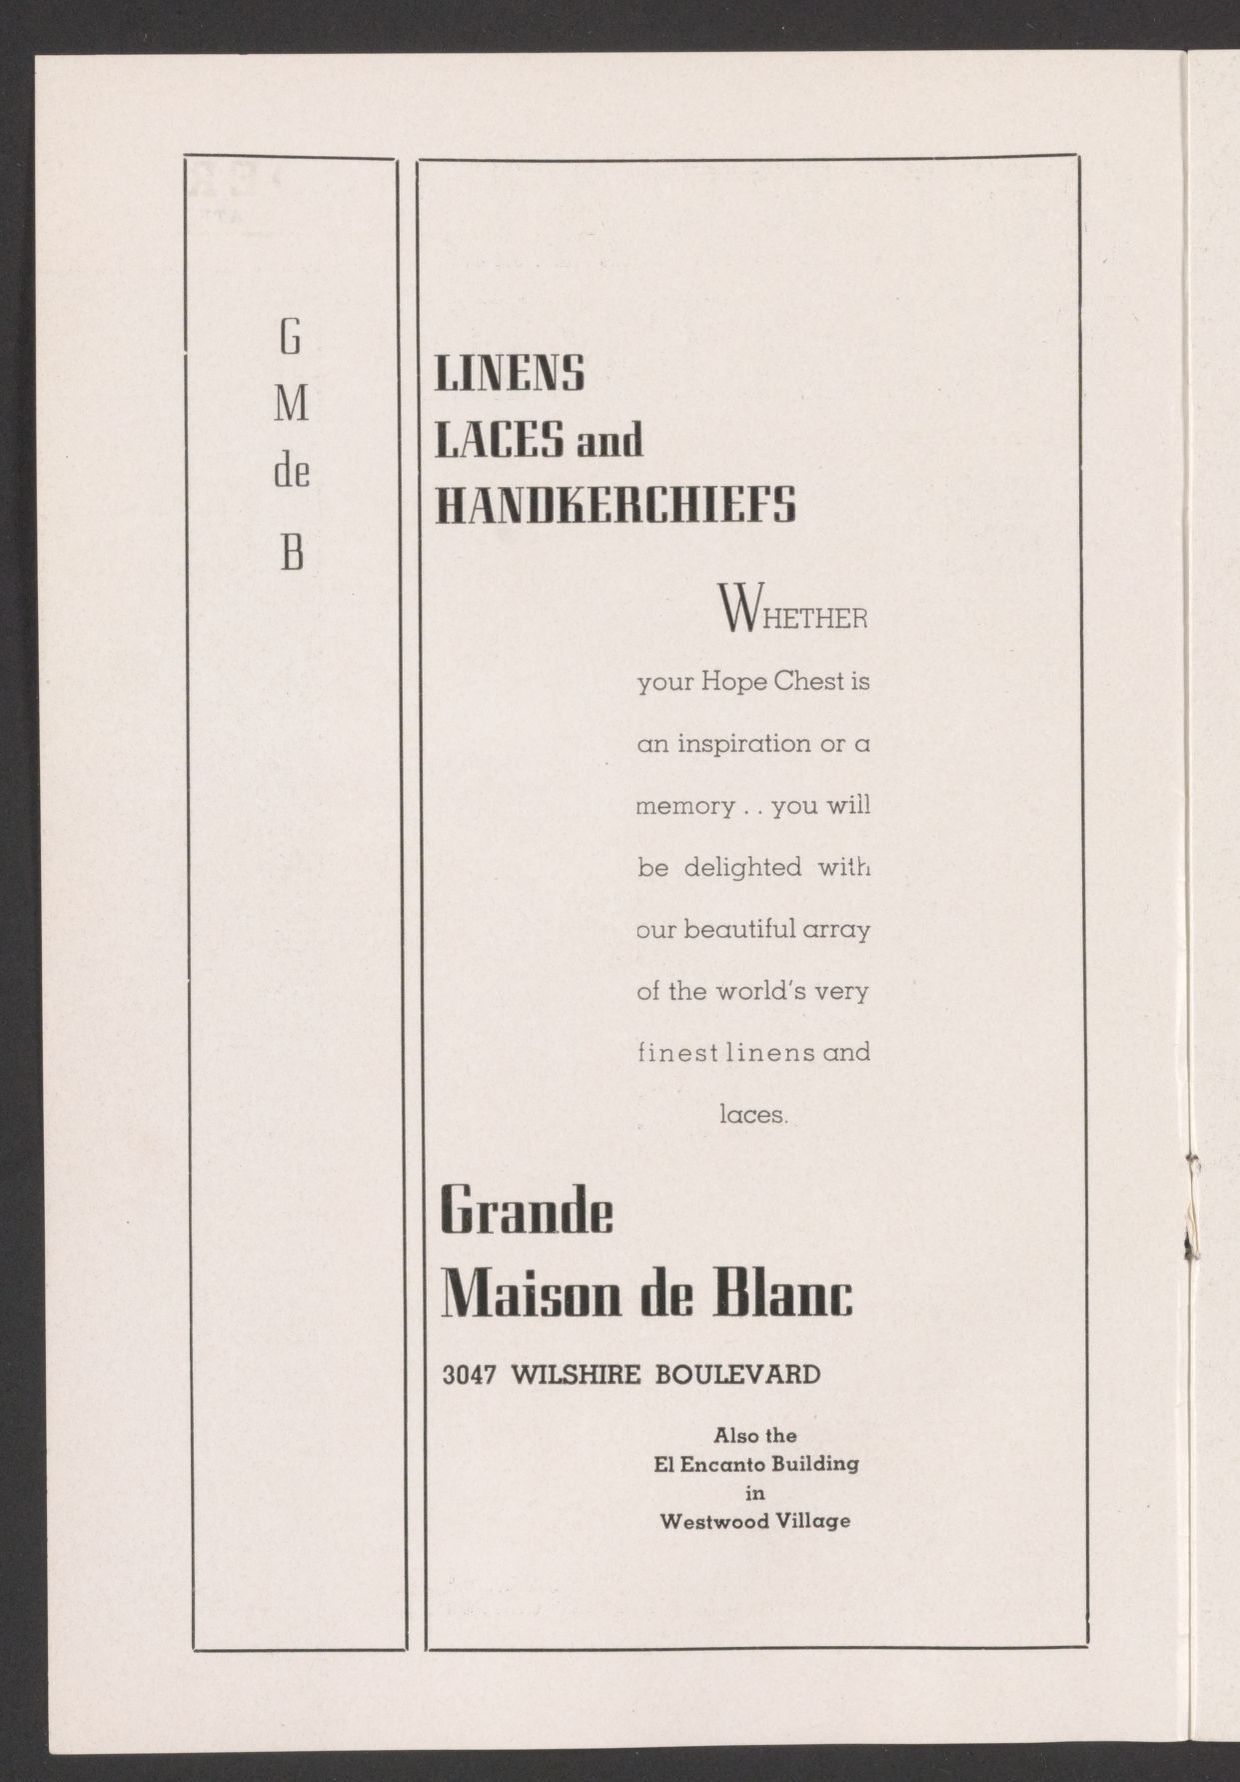 G
M
de
B
LINENS
LACES and
HANDKERCHIEFS
WHETHER
your Hope Chest is
an inspiration or a
memory . . you will
be delighted with
our beautiful array
of the world's very
finest linens and
laces.
Grande
Maison de Blanc
3047 WILSHIRE BOULEVARD
Also the
El Encanto Building
in
Westwood Village